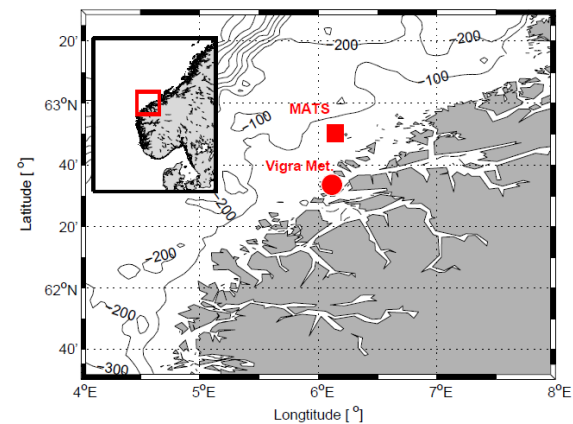 20'
-200
-200
-100
63°N
MATS
-100
40'
Vigra Met.
-200
20'
-200
62°N
-200
40'
-300
4°E
5°E
6°E
7°E
8°E
Latitude [ °]
Longtitude [ °]